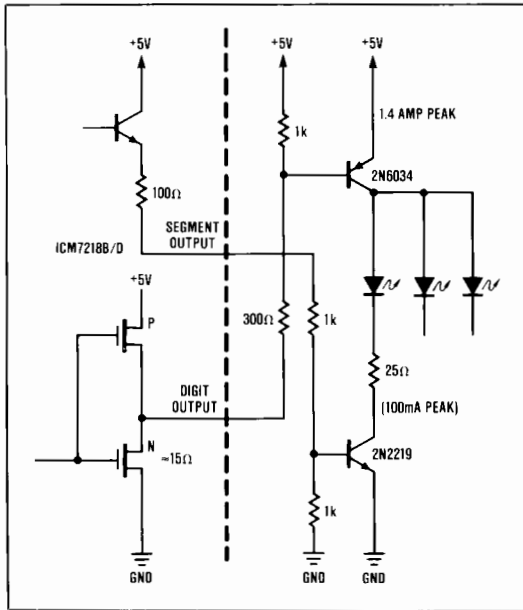 +5V
+5V
+5V
1k
1.4 AMP PEAK
2N6034
100Ω
SEGMENT
OUTPUT
ICM7218B/D
+5V
P
300Ω
1k
25Ω
DIGIT
OUTPUT
(100mA PEAK)
N
≈15Ω
2N2219
1k
GND
GND
GND